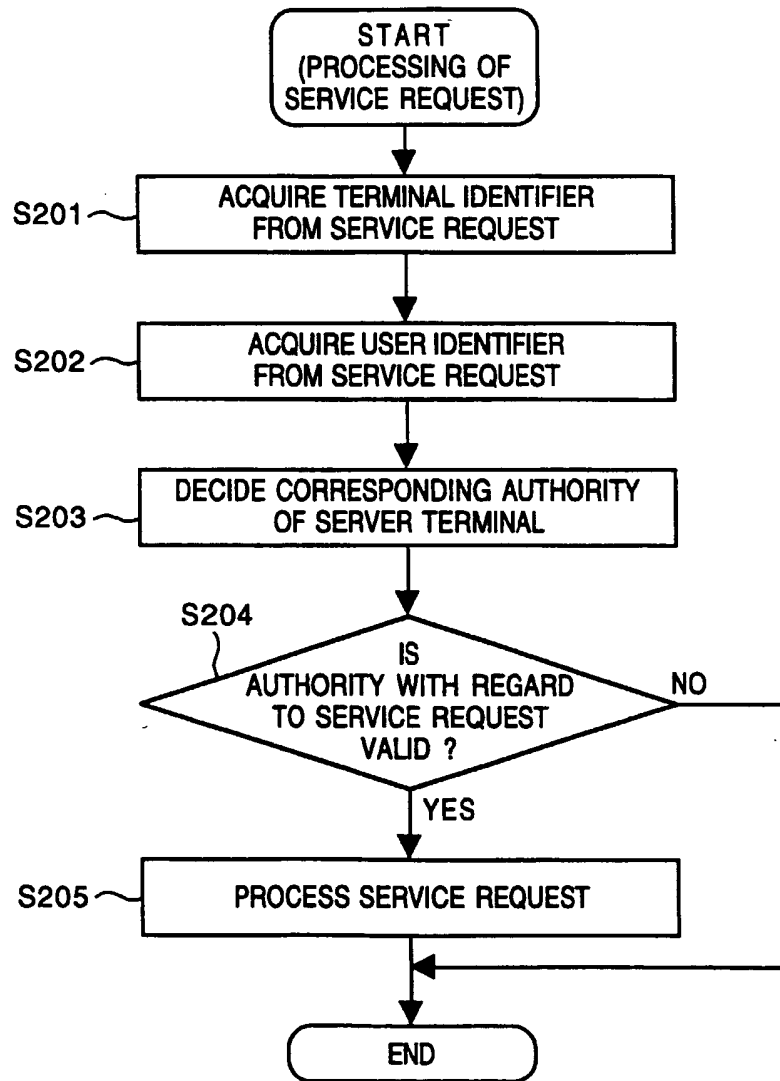 START
(PROCESSING OF
SERVICE REQUEST)
S201
ACQUIRE TERMINAL IDENTIFIER
FROM SERVICE REQUEST
S202
ACQUIRE USER IDENTIFIER
FROM SERVICE REQUEST
S203
DECIDE CORRESPONDING AUTHORITY
OF SERVER TERMINAL
S204
IS
AUTHORITY WITH REGARD
TO SERVICE REQUEST
VALID ?
NO
YES
S205
PROCESS SERVICE REQUEST
END